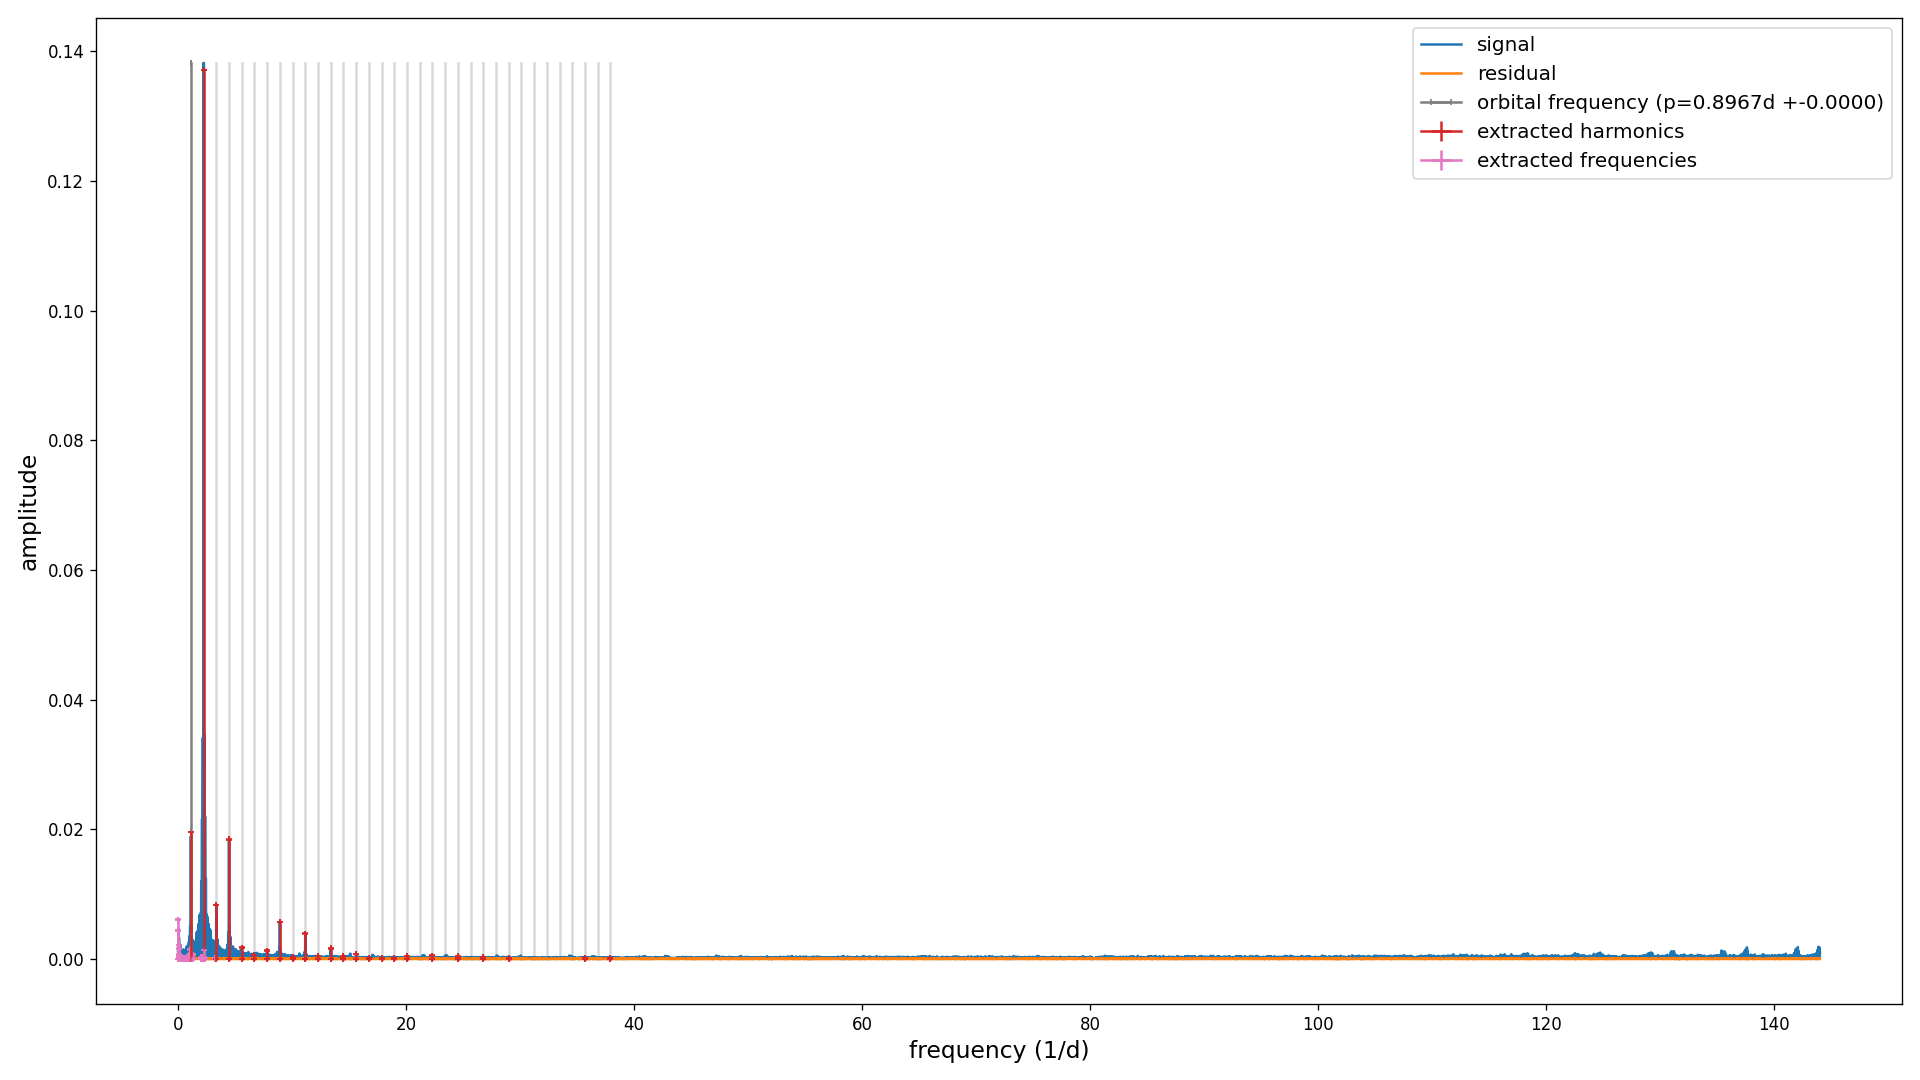 signal
residual
orbital frequency (p=0.8967d +-0.0000)
extracted harmonics
extracted frequencies
0.14
0.12
0.10
0.08
0.06
0.04
0.02
0.00
amplitude
0 20 40 60 80 100 120 140
frequency (1/d)